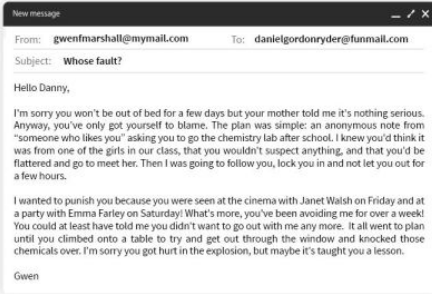 New message
From: gwenfmarshall@mymail.com To: danielgordonryder@funmail.com
Subject: Whose fault?
Hello Danny,
I'm sorry you won't be out of bed for a few days but your mother told me it's nothing serious.
Anyway, you've only got yourself to blame. The plan was simple: an anonymous note from
“someone who likes you” asking you to go the chemistry lab after school. I knew you'd think it
was from one of the girls in our class, that you wouldn't suspect anything, and that you'd be
flattered and go to meet her. Then I was going to follow you, lock you in and not let you out for
a few hours.
I wanted to punish you because you were seen at the cinema with Janet Walsh on Friday and at
a party with Emma Farley on Saturday! What's more, you've been avoiding me for over a week!
You could at least have told me you didn't want to go out with me any more. It all went to plan
until you climbed onto a table to try and get out through the window and knocked those
chemicals over. I'm sorry you got hurt in the explosion, but maybe it's taught you a lesson.
Gwen